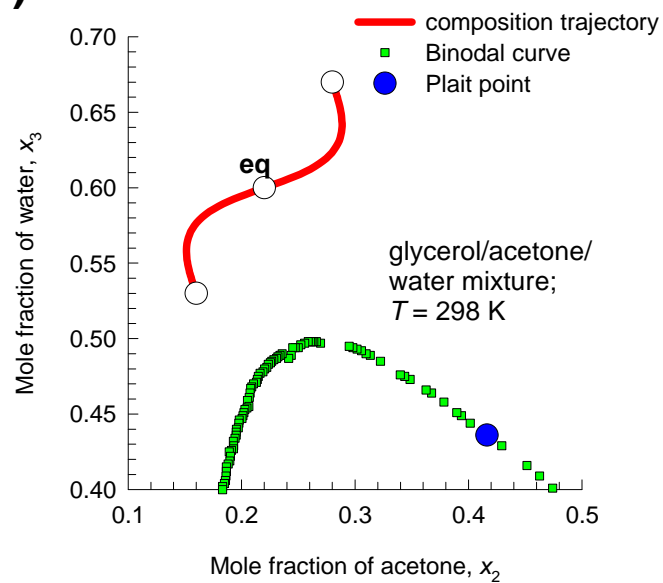 )
composition trajectory
Binodal curve
Plait point
0.70
0.65
0.60
0.55
0.50
0.45
0.40
Mole fraction of water, x3
eq
glycerol/acetone/
water mixture;
T = 298 K
0.1 0.2 0.3 0.4 0.5
Mole fraction of acetone, x2